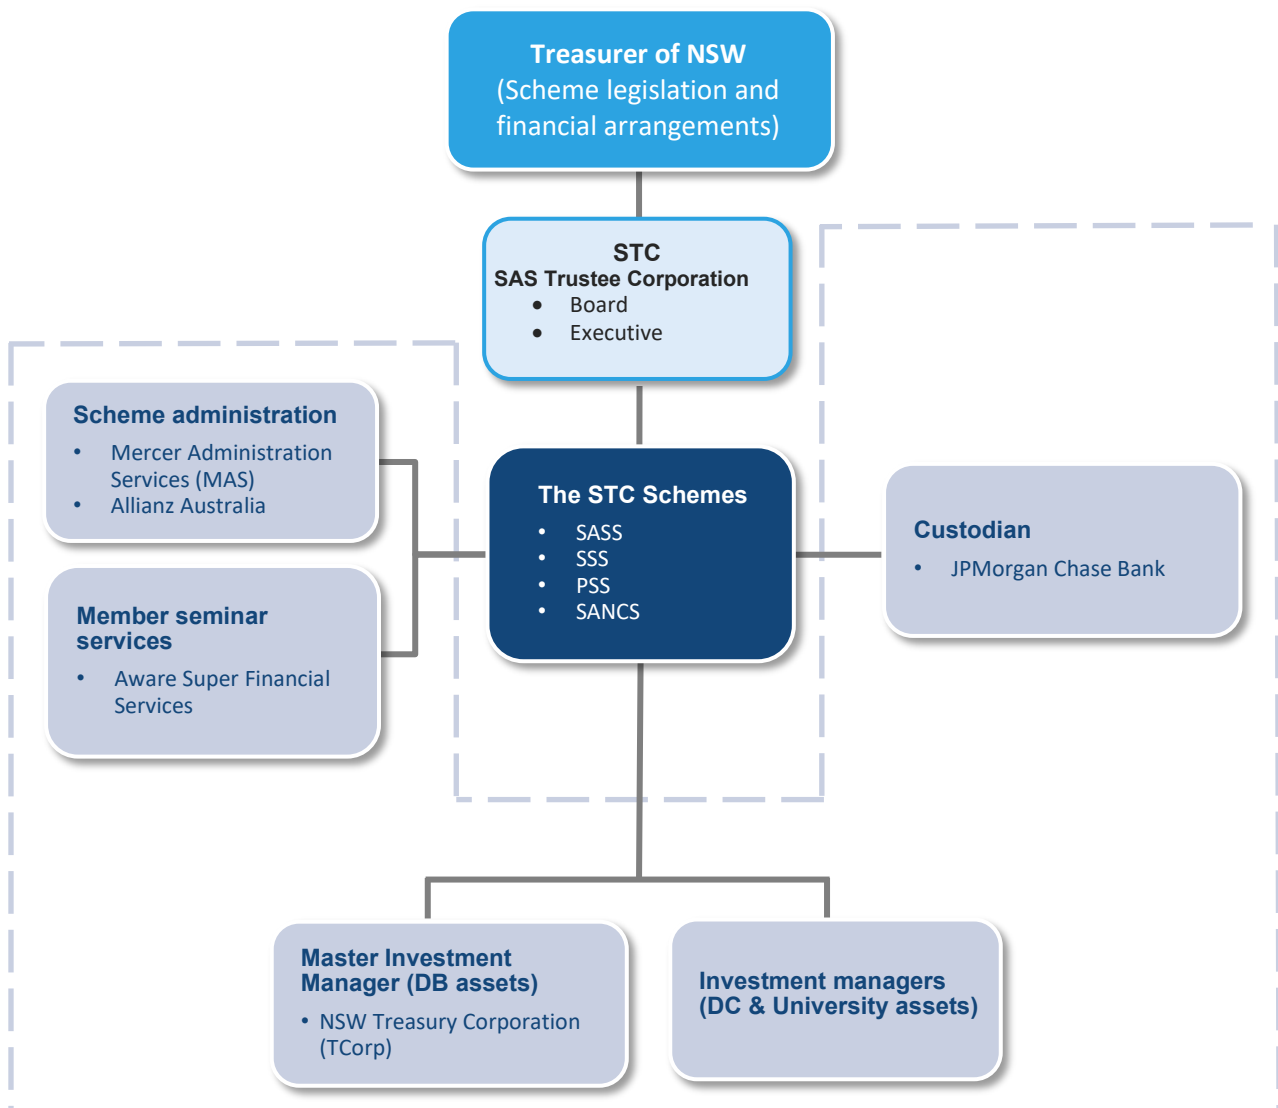 Treasurer of NSW
(Scheme legislation and
financial arrangements)
STC
SAS Trustee Corporation
● Board
● Executive
Scheme administration
• Mercer Administration
Services (MAS)
• Allianz Australia
Member seminar
services
• Aware Super Financial
Services
The STC Schemes
• SASS
• SSS
• PSS
• SANCS
Custodian
• JPMorgan Chase Bank
Master Investment
Manager (DB assets)
• NSW Treasury Corporation
(TCorp)
Investment managers
(DC & University assets)